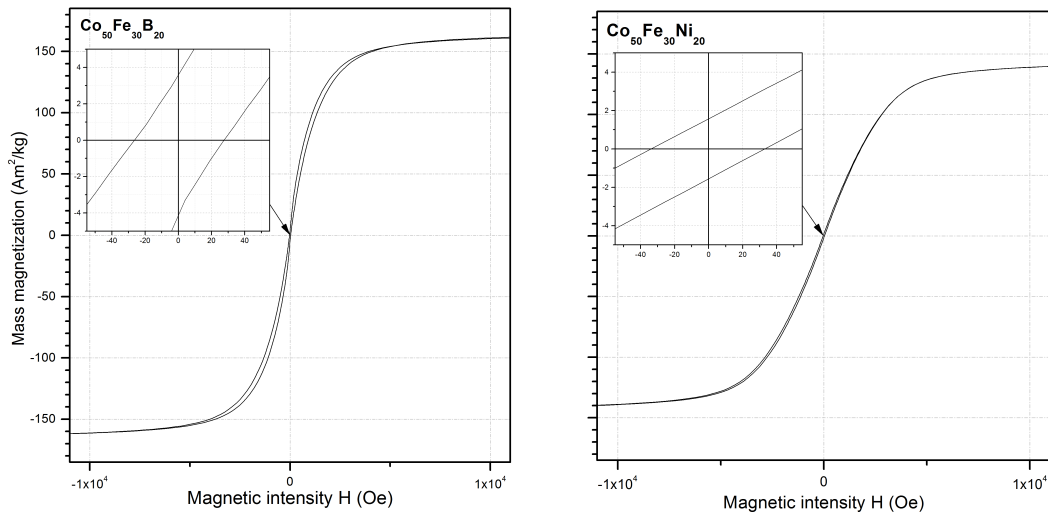 Co50Fe30B20
4
2
0
-2
-4
-40 -20 0 20 40
150
100
50
0
-50
-100
-150
Mass magnetization (Am²/kg)
-1x10⁴ 0 1x10⁴
Magnetic intensity H (Oe)
Co50Fe30Ni20
4
2
0
-2
-4
-40 -20 0 20 40
-1x10⁴ 0 1x10⁴
Magnetic intensity H (Oe)